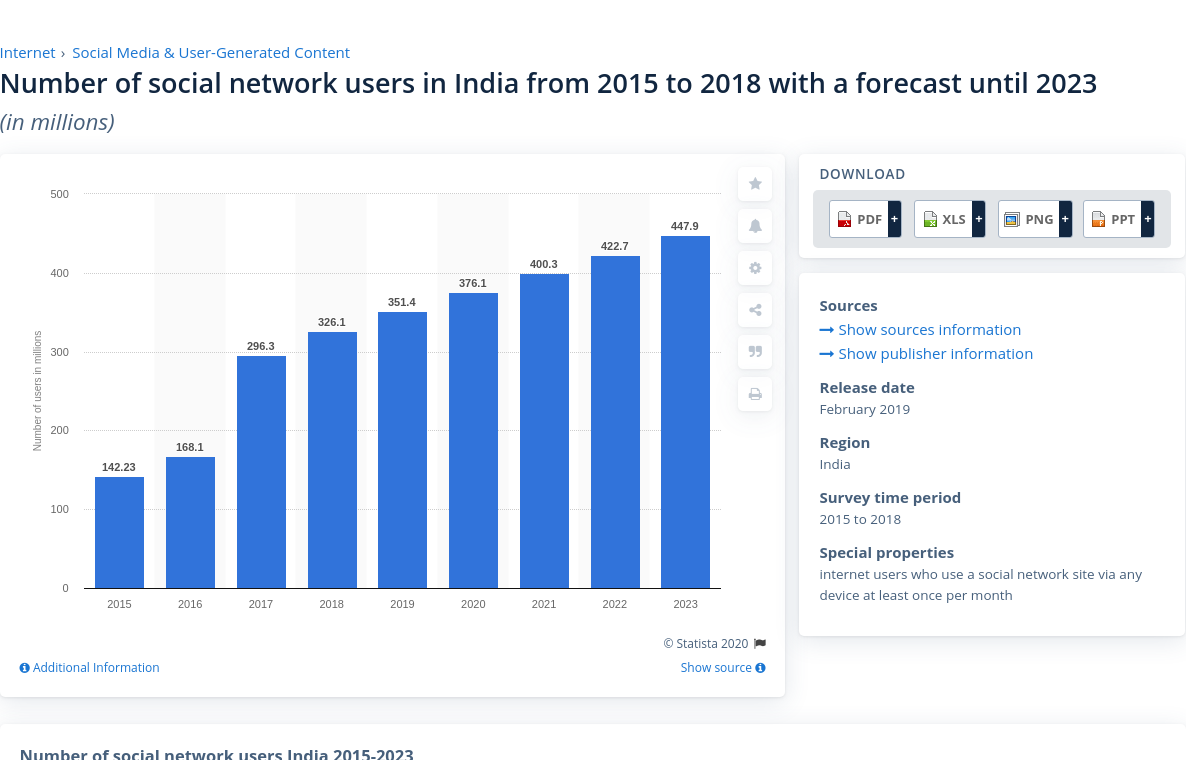 Internet › Social Media & User-Generated Content
Number of social network users in India from 2015 to 2018 with a forecast until 2023
(in millions)
Number of users in millions
500
400
300
200
100
0
142.23
168.1
296.3
326.1
351.4
376.1
400.3
422.7
447.9
2015 2016 2017 2018 2019 2020 2021 2022 2023
© Statista 2020
Additional Information
Show source
DOWNLOAD
PDF + XLS + PNG + PPT +
Sources
Show sources information
Show publisher information
Release date
February 2019
Region
India
Survey time period
2015 to 2018
Special properties
internet users who use a social network site via any
device at least once per month
Number of social network users India 2015-2023